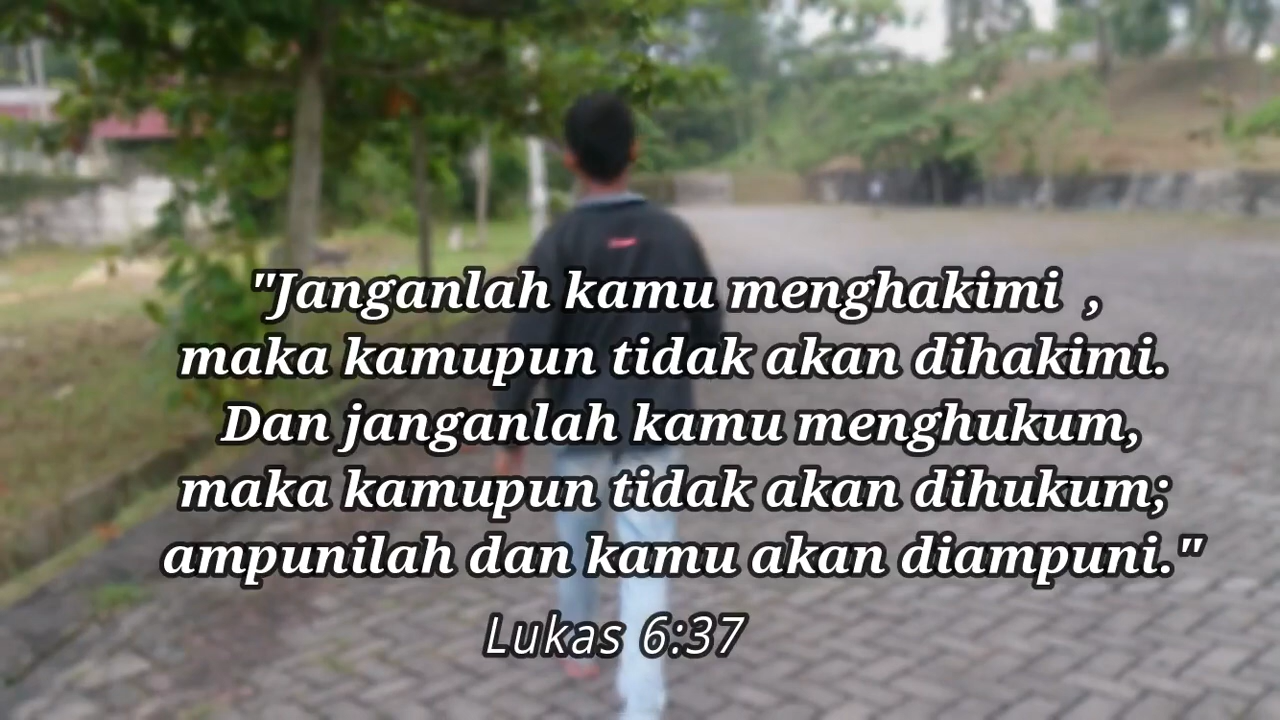 "Janganlah kamu menghakimi  ,
maka kamupun tidak akan dihakimi.
Dan janganlah kamu menghukum,
maka kamupun tidak akan dihukum;
ampunilah dan kamu akan diampuni."
Lukas 6:37